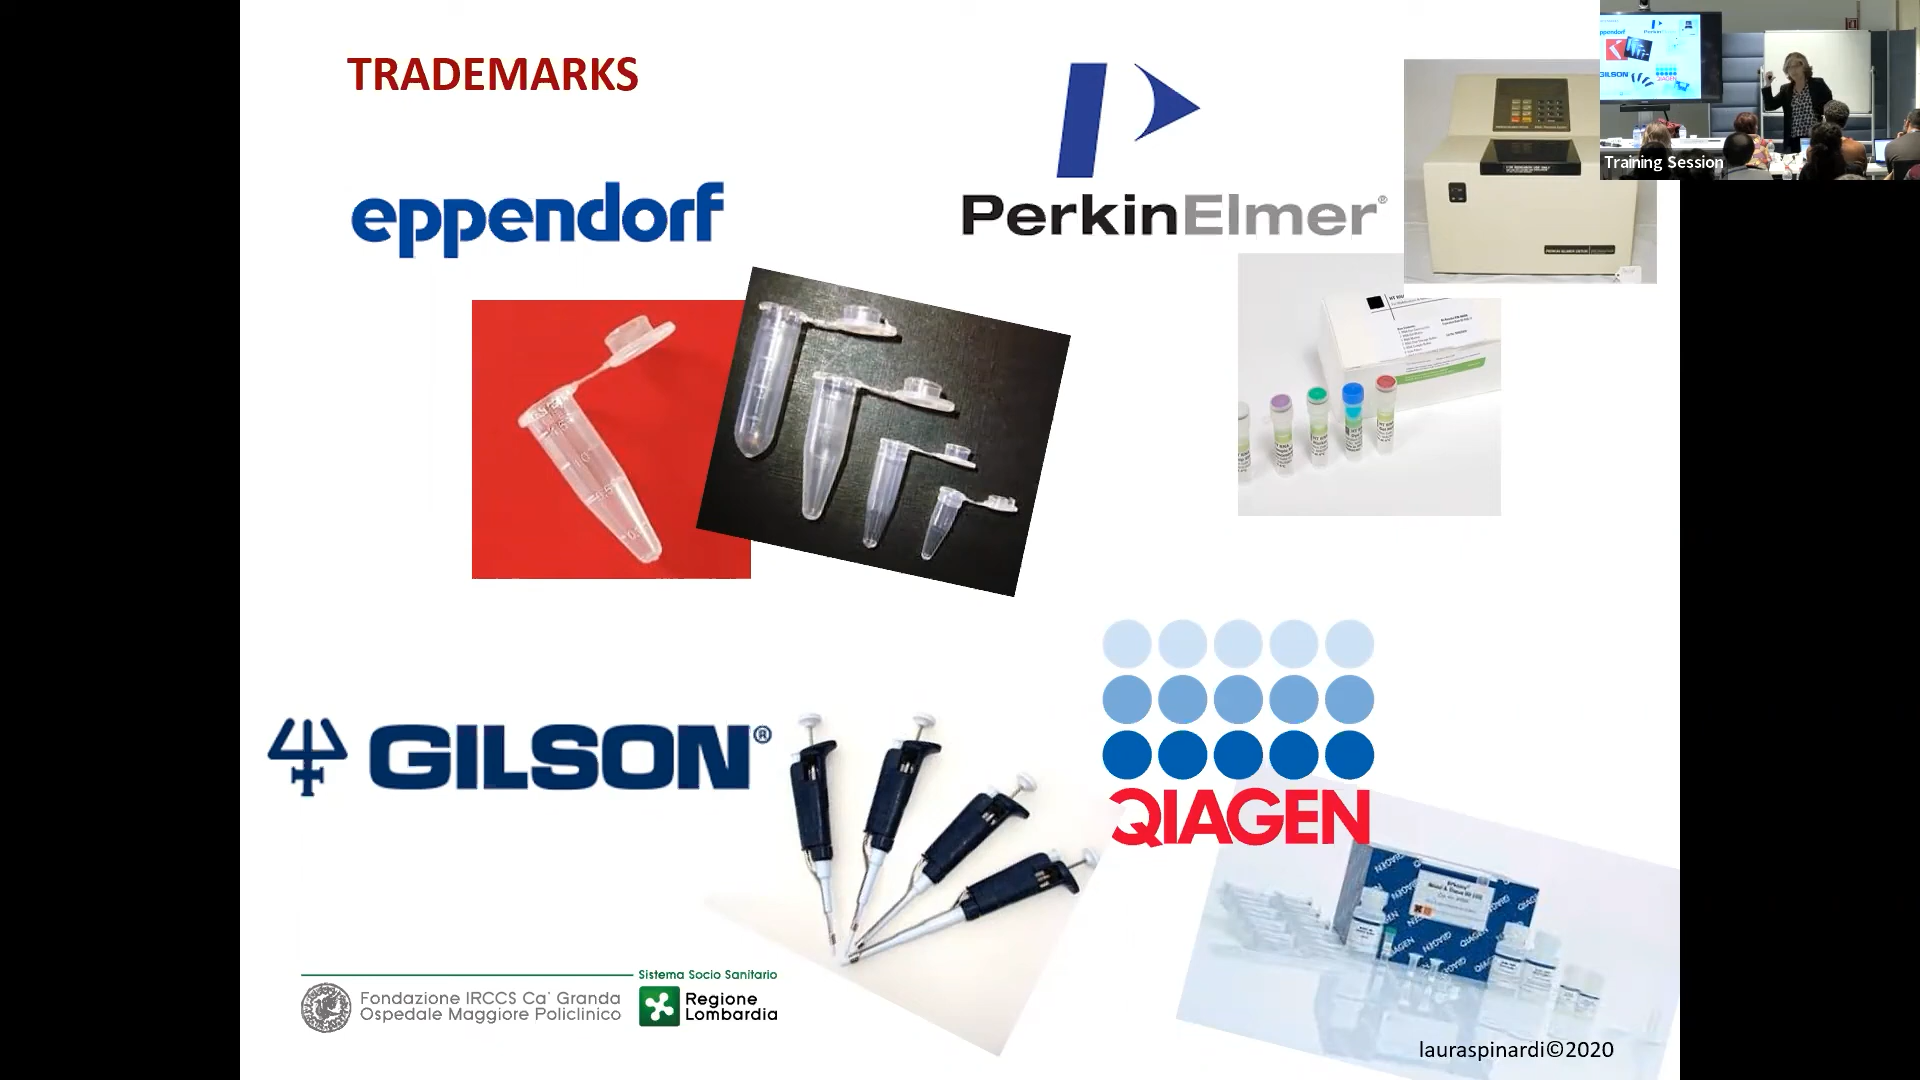 TRADEMARKS
eppendorf
PerkinElmer®
Training Session
GILSON®
QIAGEN
Sistema Socio Sanitario
Fondazione IRCCS Ca' Granda
Ospedale Maggiore Policlinico
Regione
Lombardia
lauraspinardi©2020